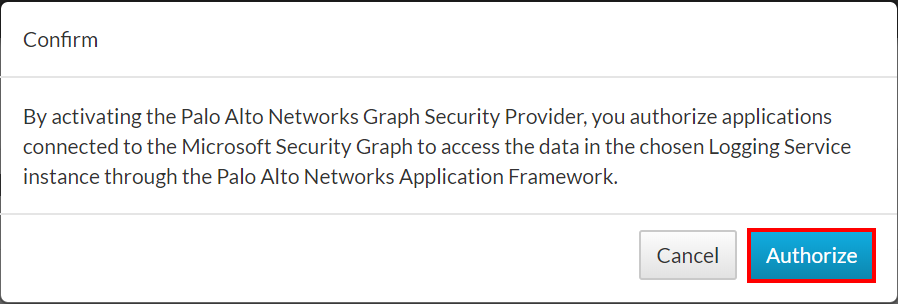 Confirm
By activating the Palo Alto Networks Graph Security Provider, you authorize applications
connected to the Microsoft Security Graph to access the data in the chosen Logging Service
instance through the Palo Alto Networks Application Framework.
Cancel
Authorize